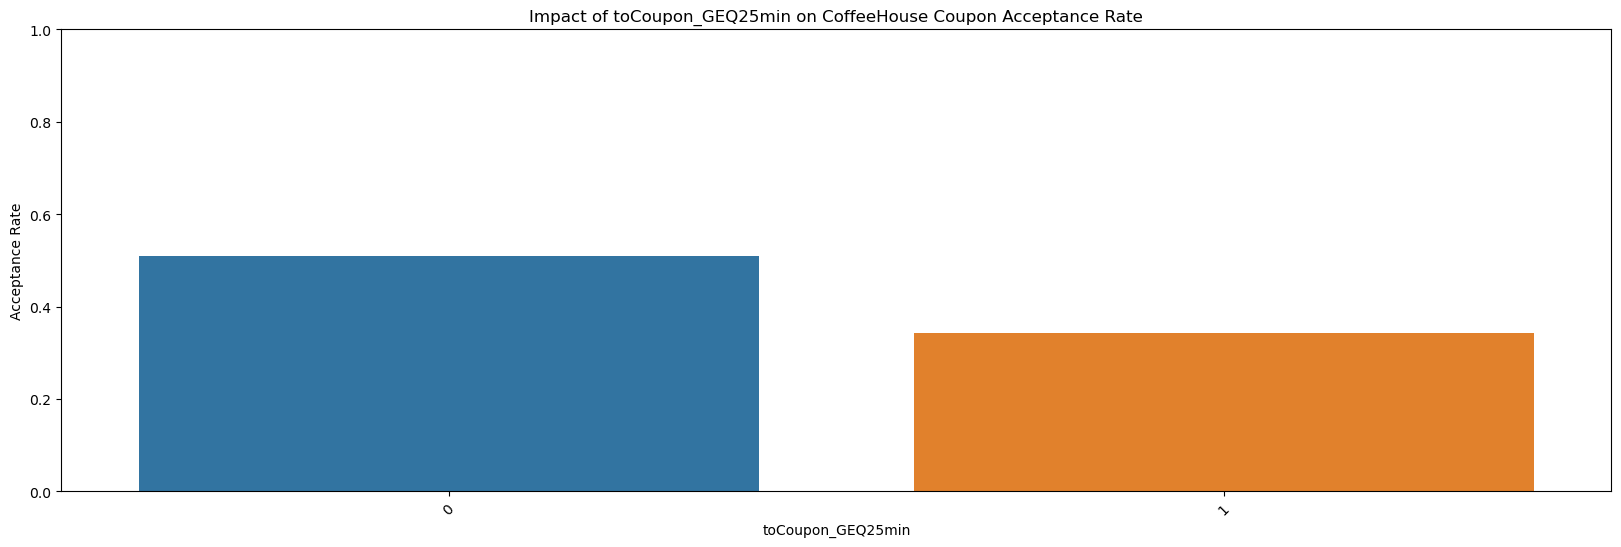 Impact of toCoupon_GEQ25min on CoffeeHouse Coupon Acceptance Rate
1.0
0.8
0.6
0.4
0.2
0.0
Acceptance Rate
0
1
toCoupon_GEQ25min